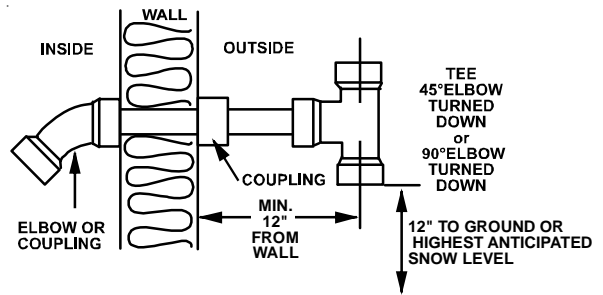 WALL
INSIDE
OUTSIDE
TEE
45°ELBOW
TURNED
DOWN
or
90°ELBOW
TURNED
DOWN
COUPLING
ELBOW OR
COUPLING
MIN.
12"
FROM
WALL
12" TO GROUND OR
HIGHEST ANTICIPATED
SNOW LEVEL